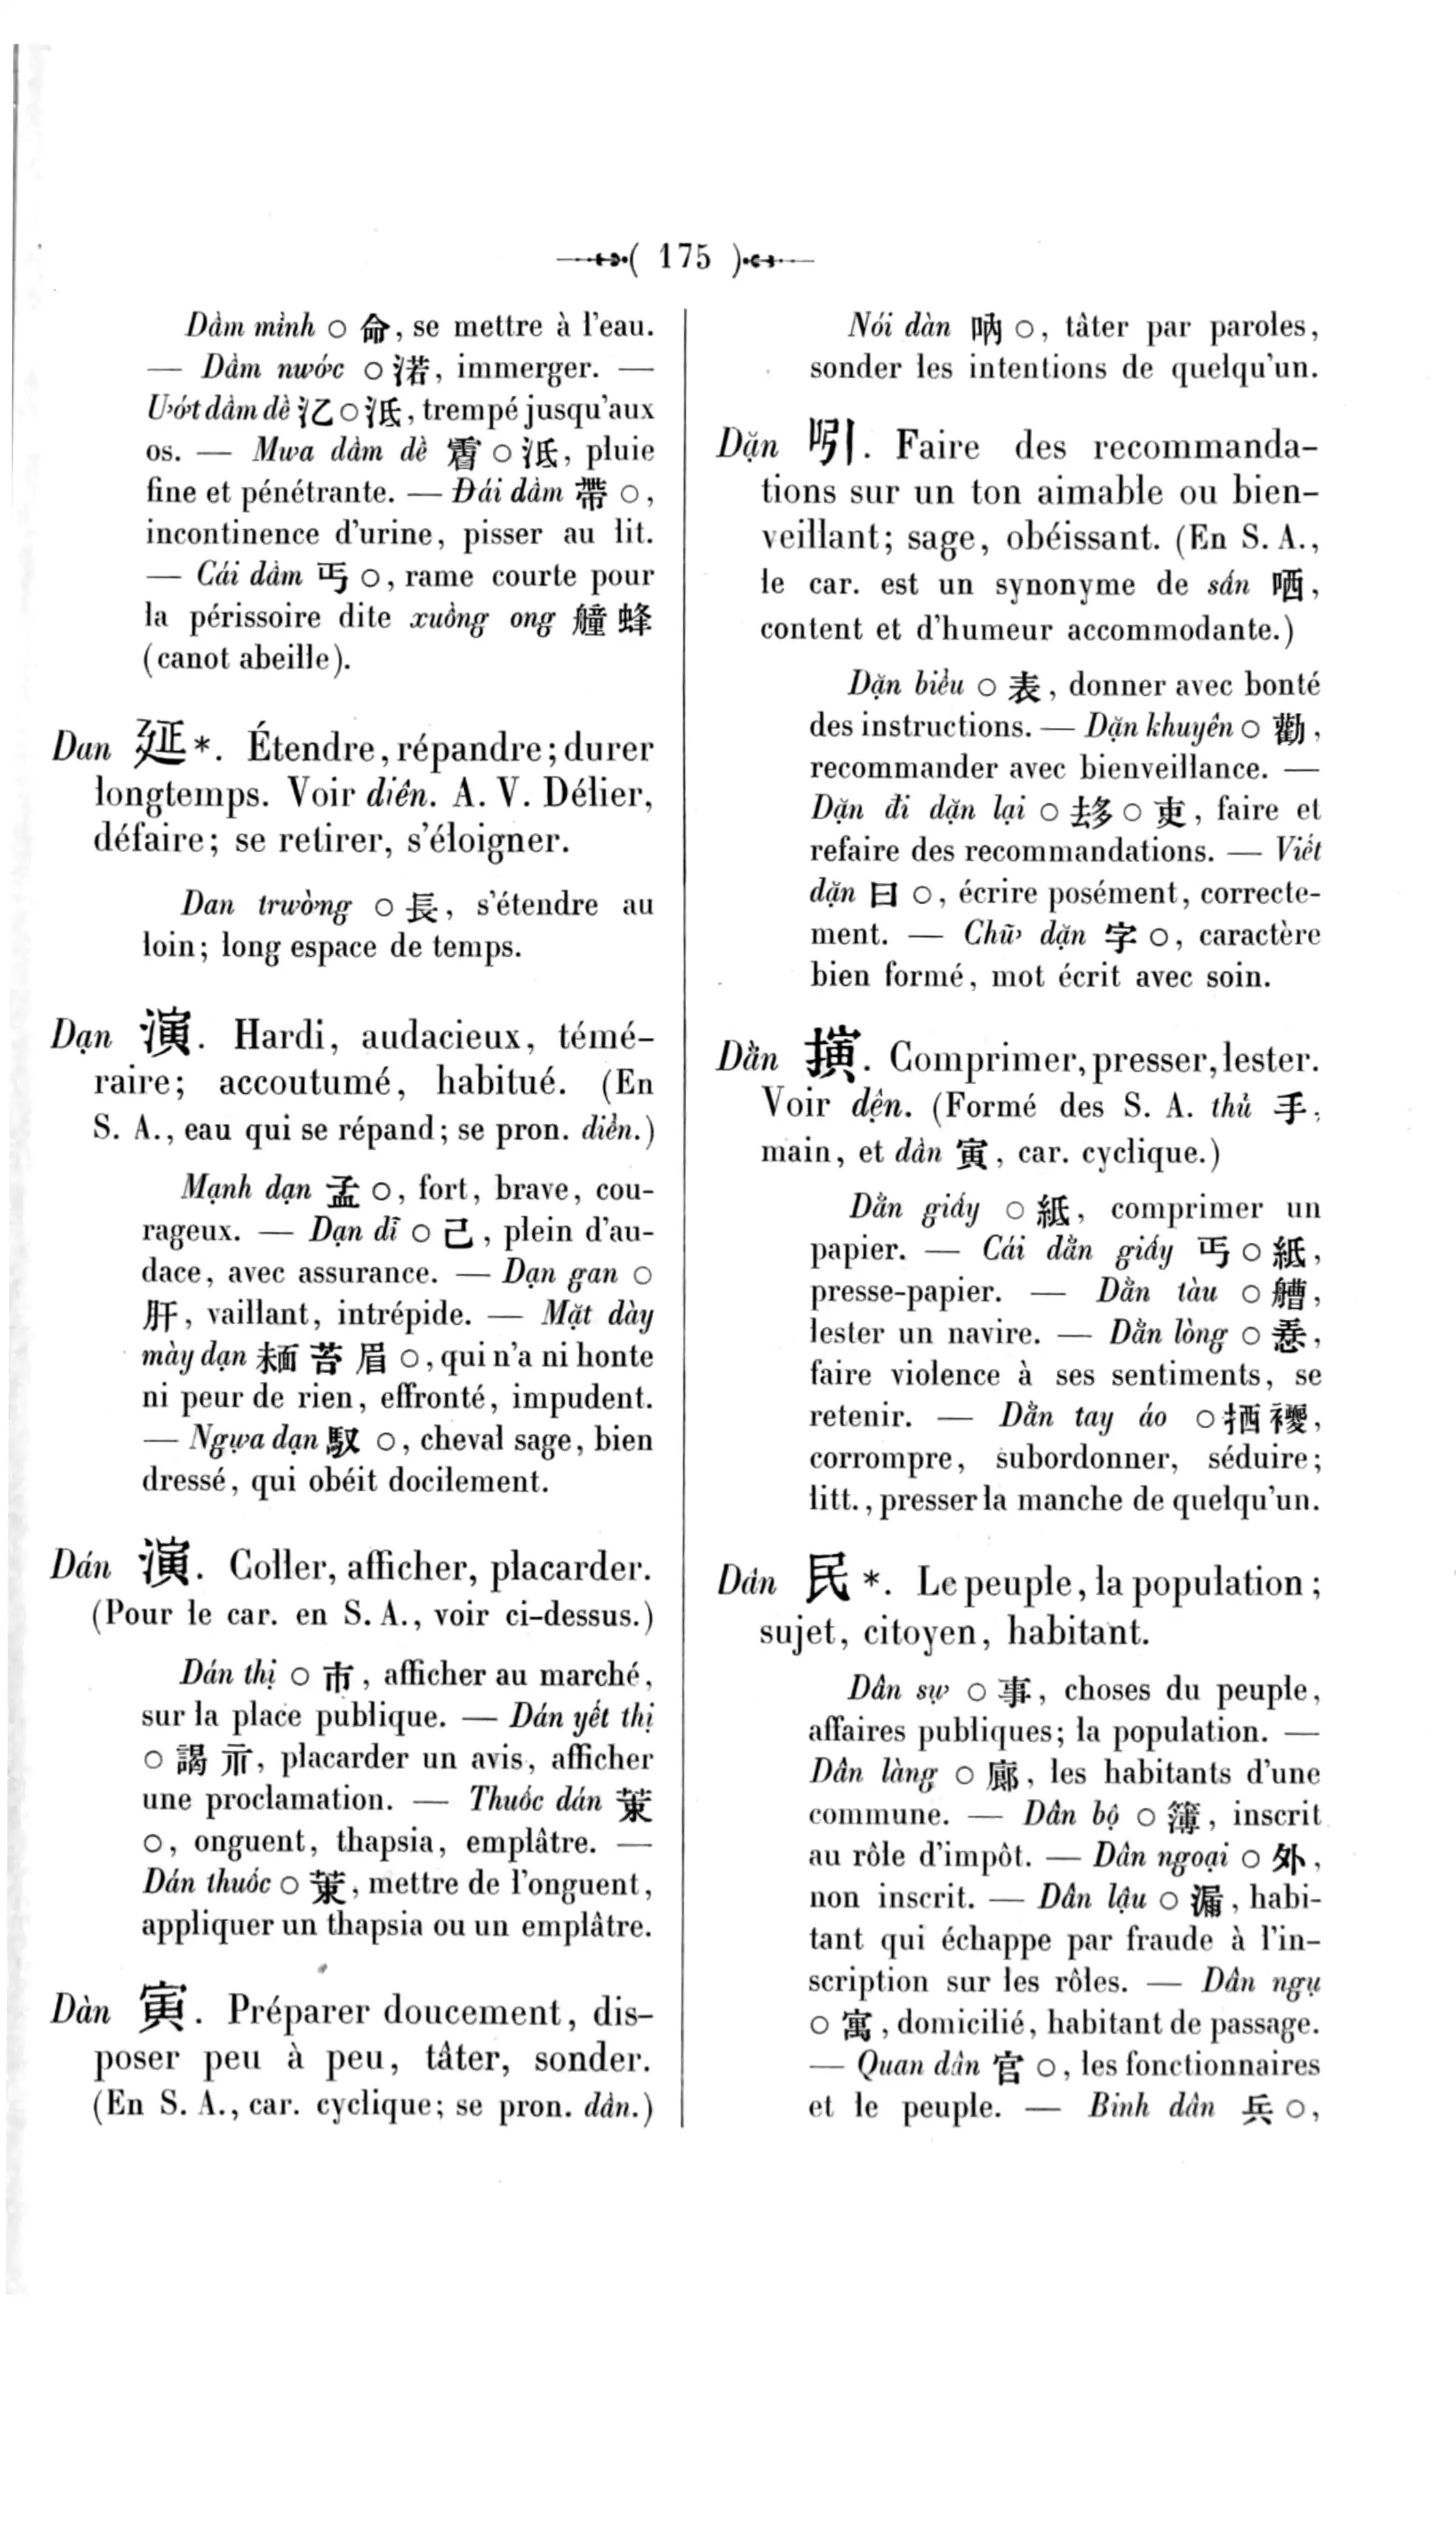 ( 175 )
Dầm mình ○ 命, se mettre à l'eau.
— Dầm nước ○ 渃, immerger. —
Ướt dầm dề ○, trempé jusqu'aux
os. — Mưa dầm dề ○, pluie
fine et pénétrante. — Đái dầm 帶 ○,
incontinence d'urine, pisser au lit.
— Cái dầm 丐 ○, rame courte pour
la périssoire dite xuồng ong 艟 蜂
(canot abeille).
Dan 延*. Étendre, répandre; durer
longtemps. Voir diên. A. V. Délier,
défaire; se retirer, s'éloigner.
Dan trường ○ 長, s'étendre au
loin; long espace de temps.
Dạn 演. Hardi, audacieux, témé-
raire; accoutumé, habitué. (En
S. A., eau qui se répand; se pron. diển.)
Mạnh dạn 孟 ○, fort, brave, cou-
rageux. — Dạn dĩ ○ 己, plein d'au-
dace, avec assurance. — Dạn gan ○
肝, vaillant, intrépide. — Mặt dày
mày dạn 𩈘 苔 眉 ○, qui n'a ni honte
ni peur de rien, effronté, impudent.
— Ngựa dạn 馭 ○, cheval sage, bien
dressé, qui obéit docilement.
Dán 演. Coller, afficher, placarder.
(Pour le car. en S. A., voir ci-dessus.)
Dán thị ○ 市, afficher au marché,
sur la place publique. — Dán yết thị
○ 謁 示, placarder un avis, afficher
une proclamation. — Thuốc dán
○, onguent, thapsia, emplâtre. —
Dán thuốc ○, mettre de l'onguent,
appliquer un thapsia ou un emplâtre.
Dàn 寅. Préparer doucement, dis-
poser peu à peu, tâter, sonder.
(En S. A., car. cyclique; se pron. dần.)
Nói dàn 吶 ○, tâter par paroles,
sonder les intentions de quelqu'un.
Dặn 吲. Faire des recommanda-
tions sur un ton aimable ou bien-
veillant; sage, obéissant. (En S. A.,
le car. est un synonyme de sẩn 哂,
content et d'humeur accommodante.)
Dặn biểu ○ 表, donner avec bonté
des instructions. — Dặn khuyên ○ 勸,
recommander avec bienveillance. —
Dặn đi dặn lại ○ 𠫾 ○ 吏, faire et
refaire des recommandations. — Viết
dặn 曰 ○, écrire posément, correcte-
ment. — Chữ dặn 字 ○, caractère
bien formé, mot écrit avec soin.
Dằn 㨼. Comprimer, presser, lester.
Voir dện. (Formé des S. A. thủ 手,
main, et dần 寅, car. cyclique.)
Dằn giấy ○ 紙, comprimer un
papier. — Cái dằn giấy 丐 ○ 紙,
presse-papier. — Dằn tàu ○ 艚,
lester un navire. — Dằn lòng ○,
faire violence à ses sentiments, se
retenir. — Dằn tay áo ○ 拪 襖,
corrompre, subordonner, séduire;
litt., presser la manche de quelqu'un.
Dân 民 *. Le peuple, la population;
sujet, citoyen, habitant.
Dân sự ○ 事, choses du peuple,
affaires publiques; la population. —
Dân làng ○ 廊, les habitants d'une
commune. — Dân bộ ○ 簿, inscrit
au rôle d'impôt. — Dân ngoại ○ 外,
non inscrit. — Dân lậu ○ 漏, habi-
tant qui échappe par fraude à l'in-
scription sur les rôles. — Dân ngụ
○ 寓, domicilié, habitant de passage.
— Quan dân 官 ○, les fonctionnaires
et le peuple. — Binh dân 兵 ○,